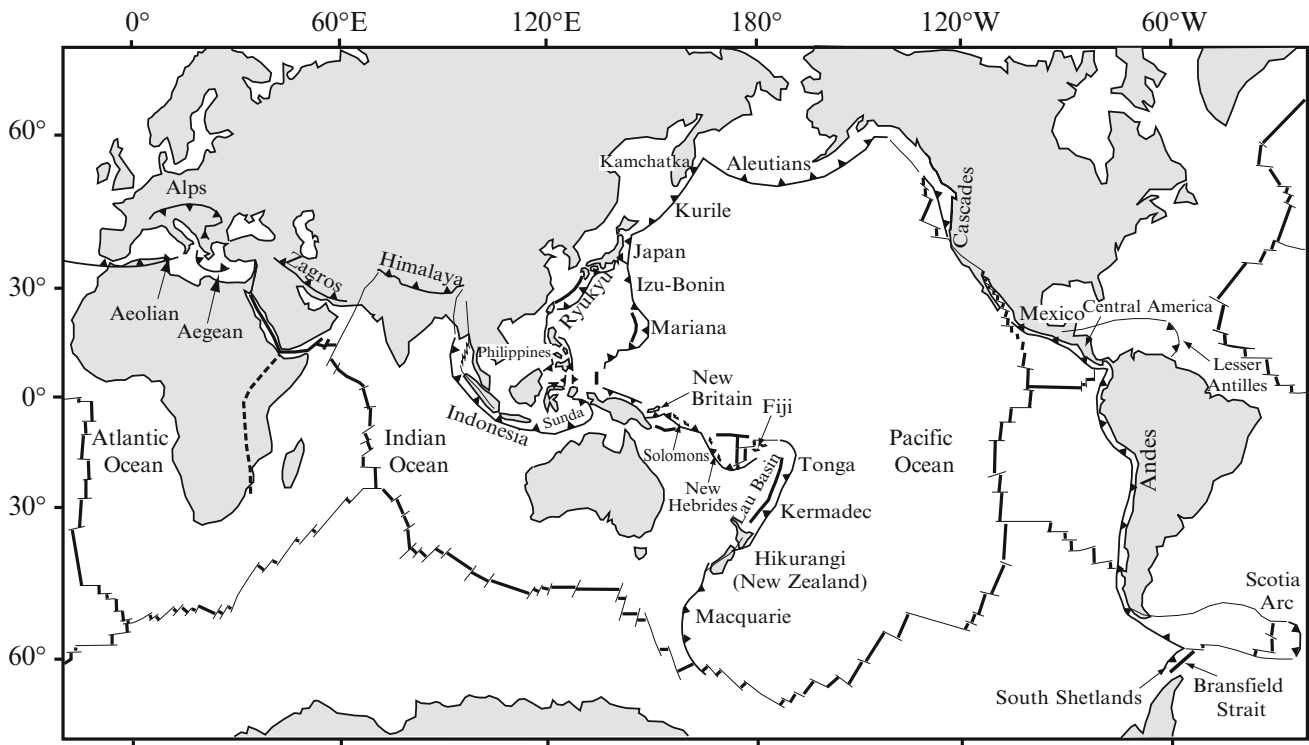 0°
60°E
120°E
180°
120°W
60°W
60°
30°
0°
30°
60°
Kamchatka
Aleutians
Alps
Kurile
Cascades
Japan
Zagros
Himalaya
Izu-Bonin
Ryukyu
Aeolian
Aegean
Mariana
Mexico
Central America
Philippines
Lesser
Antilles
New
Britain
Fiji
Indonesia
Sunda
Atlantic
Ocean
Indian
Ocean
Solomons
Pacific
Ocean
Tonga
Andes
New
Hebrides
Lau Basin
Kermadec
Hikurangi
(New Zealand)
Macquarie
Scotia
Arc
South Shetlands
Bransfield
Strait